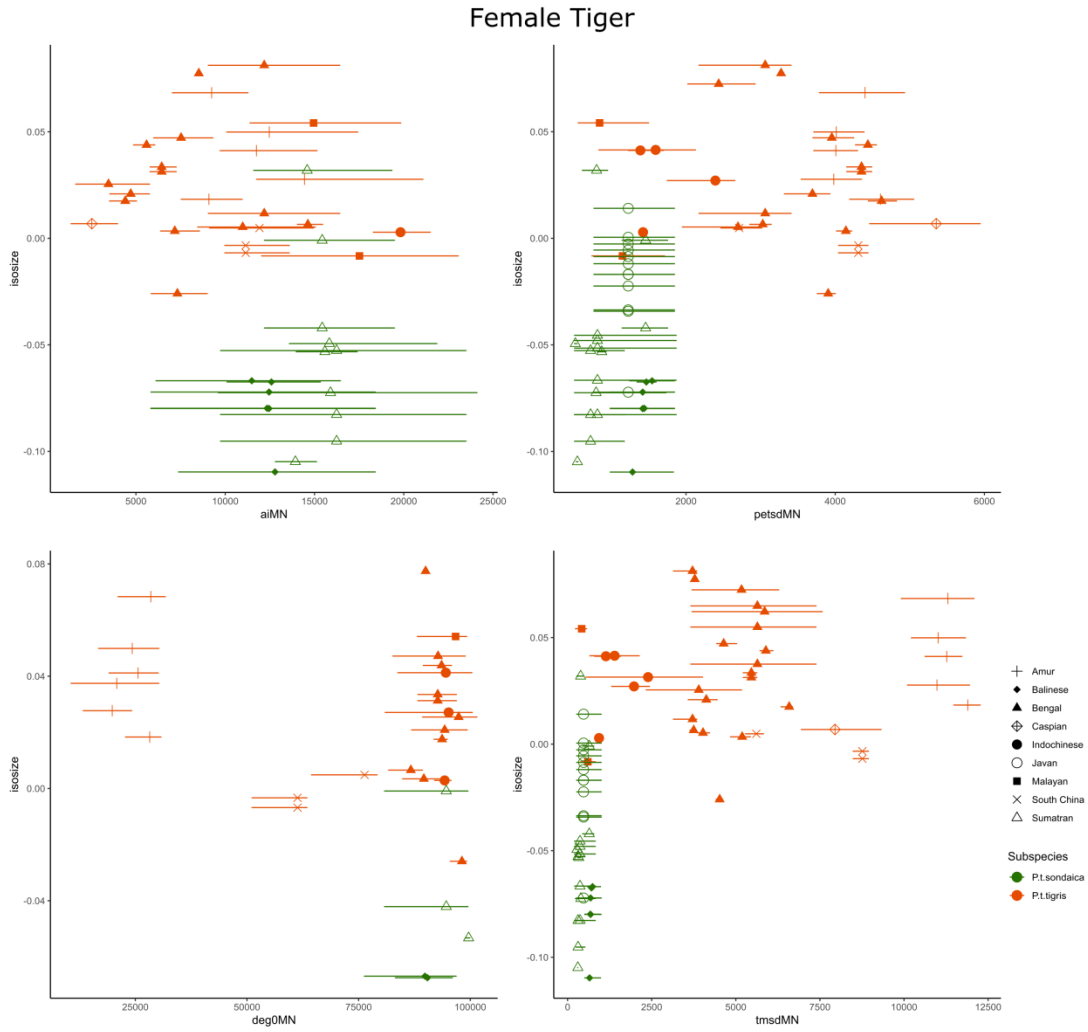 Female Tiger
isosize
0.05
0.00
-0.05
-0.10
5000 10000 15000 20000 25000
aiMN
isosize
0.05
0.00
-0.05
-0.10
2000 4000 6000
petsdMN
isosize
0.08
0.04
0.00
-0.04
25000 50000 75000 100000
deg0MN
isosize
0.05
0.00
-0.05
-0.10
0 2500 5000 7500 10000 12500
tmsdMN
Amur
Balinese
Bengal
Caspian
Indochinese
Javan
Malayan
South China
Sumatran
Subspecies
P.t.sondaica
P.t.tigris